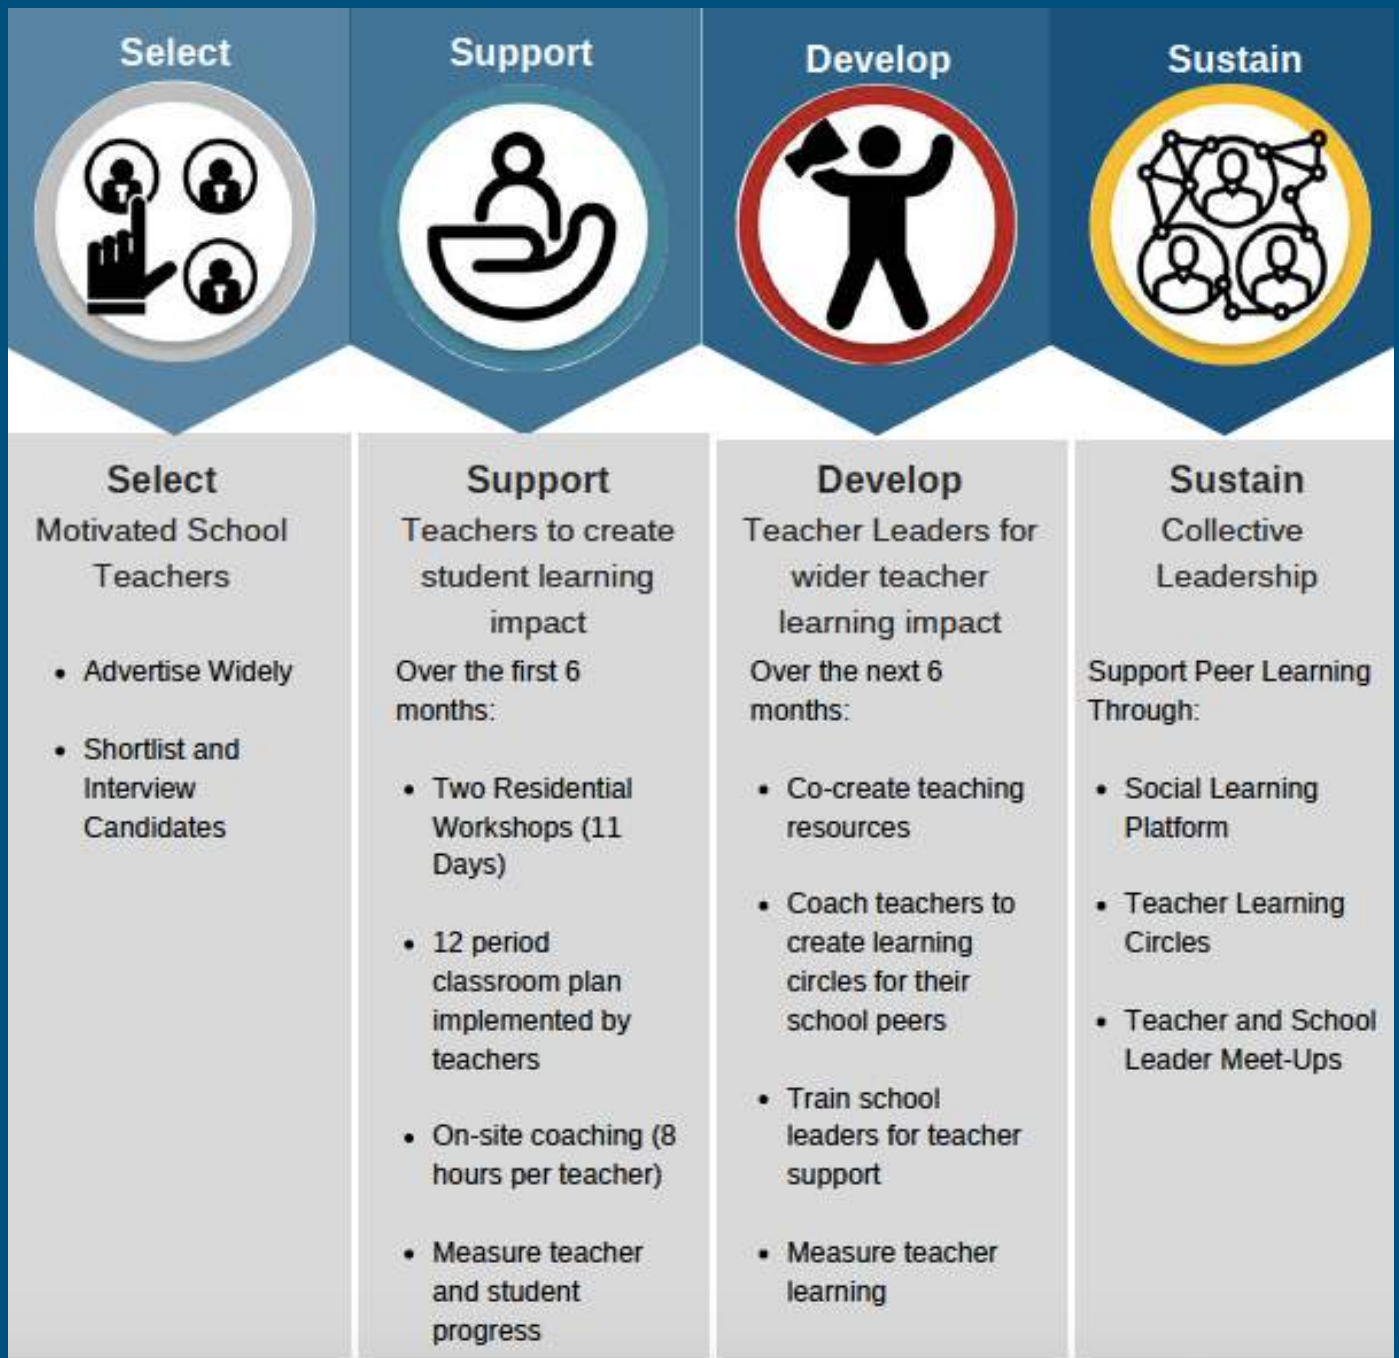 Select
Support
Develop
Sustain
Select
Motivated School
Teachers
• Advertise Widely
• Shortlist and
Interview
Candidates
Support
Teachers to create
student learning
impact
Over the first 6
months:
• Two Residential
Workshops (11
Days)
• 12 period
classroom plan
implemented by
teachers
• On-site coaching (8
hours per teacher)
• Measure teacher
and student
progress
Develop
Teacher Leaders for
wider teacher
learning impact
Over the next 6
months:
• Co-create teaching
resources
• Coach teachers to
create learning
circles for their
school peers
• Train school
leaders for teacher
support
• Measure teacher
learning
Sustain
Collective
Leadership
Support Peer Learning
Through:
• Social Learning
Platform
• Teacher Learning
Circles
• Teacher and School
Leader Meet-Ups